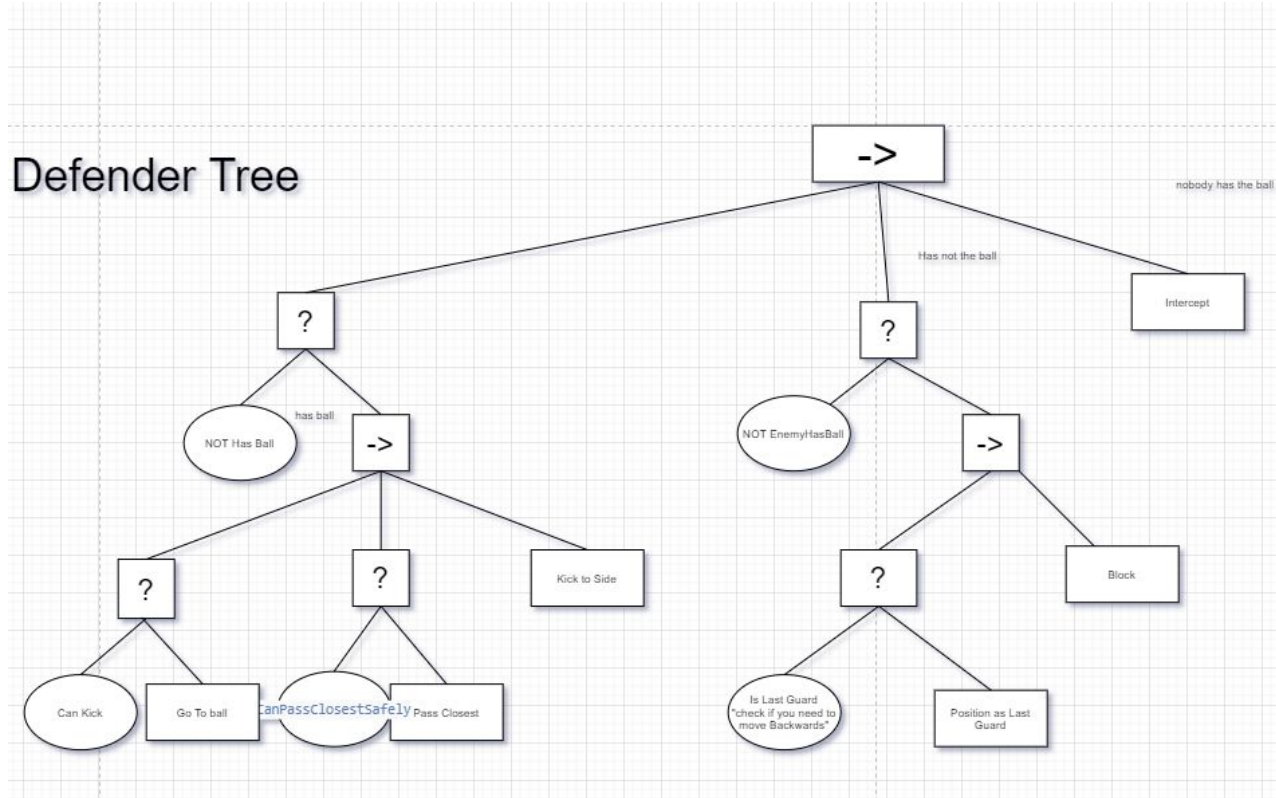 ->
Defender Tree
nobody has the ball
Has not the ball
Intercept
?
?
NOT Has Ball
has ball
->
NOT EnemyHasBall
->
?
?
Kick to Side
?
Block
Can Kick
Go To ball
CanPassClosestSafely
Pass Closest
Is Last Guard
"check if you need to
move Backwards"
Position as Last
Guard